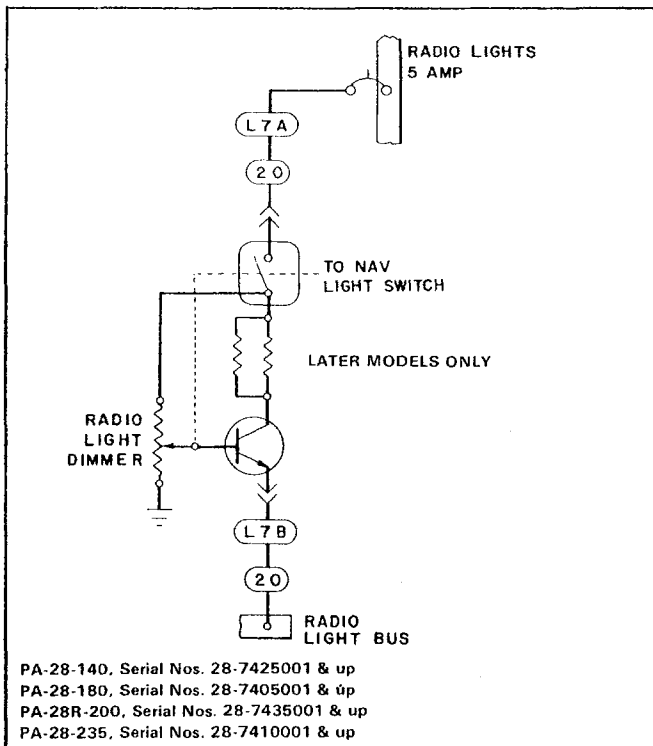 RADIO LIGHTS
5 AMP
L7A
20
TO NAV
LIGHT SWITCH
LATER MODELS ONLY
RADIO
LIGHT
DIMMER
L7B
20
RADIO
LIGHT BUS
PA-28-140, Serial Nos. 28-7425001 & up
PA-28-180, Serial Nos. 28-7405001 & up
PA-28R-200, Serial Nos. 28-7435001 & up
PA-28-235, Serial Nos. 28-7410001 & up